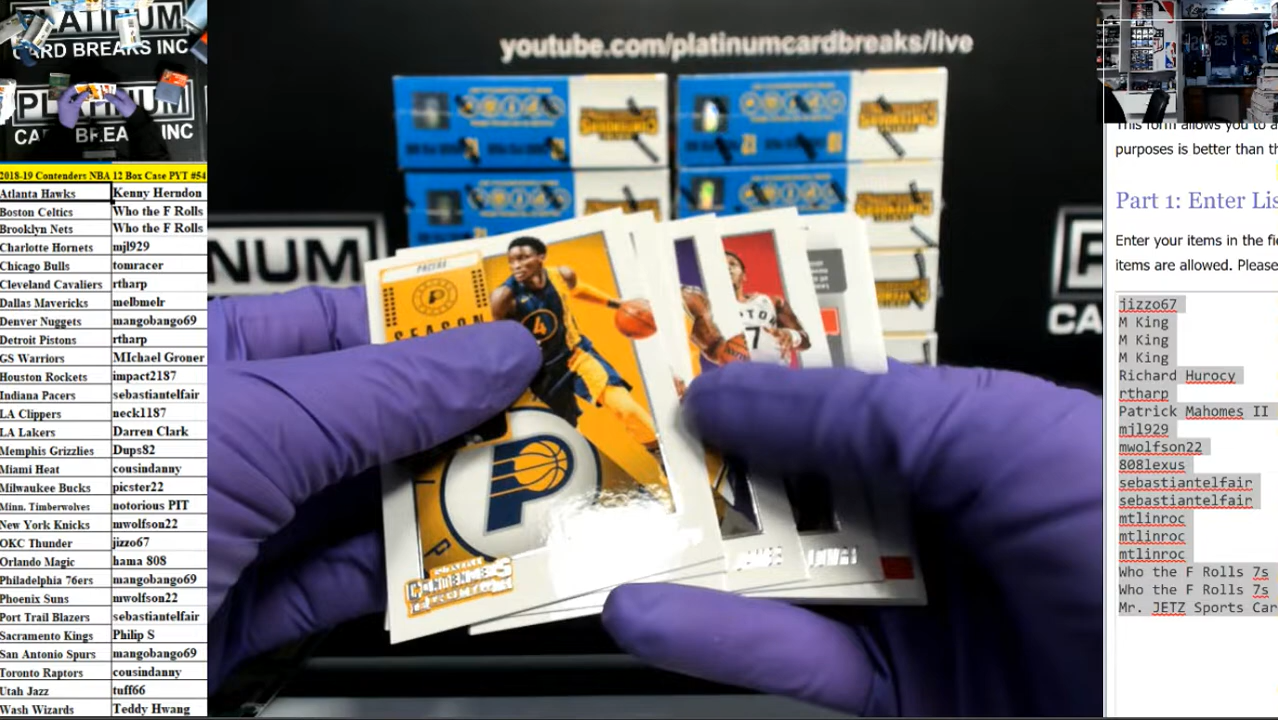 PLATINUM
CARD BREAKS INC
PLATINUM
CARD BREAKS INC
youtube.com/platinumcardbreaks/live
2018-19 Contenders NBA 12 Box Case PYT #54
Atlanta Hawks Kenny Herndon
Boston Celtics Who the F Rolls
Brooklyn Nets Who the F Rolls
Charlotte Hornets mjl929
Chicago Bulls tomracer
Cleveland Cavaliers rtharp
Dallas Mavericks melbmelr
Denver Nuggets mangobango69
Detroit Pistons rtharp
GS Warriors MIchael Groner
Houston Rockets impact2187
Indiana Pacers sebastiantelfair
LA Clippers neck1187
LA Lakers Darren Clark
Memphis Grizzlies Dups82
Miami Heat cousindanny
Milwaukee Bucks picster22
Minn. Timberwolves notorious PIT
New York Knicks mwolfson22
OKC Thunder jizzo67
Orlando Magic hama 808
Philadelphia 76ers mangobango69
Phoenix Suns mwolfson22
Port Trail Blazers sebastiantelfair
Sacramento Kings Philip S
San Antonio Spurs mangobango69
Toronto Raptors cousindanny
Utah Jazz tuff66
Wash Wizards Teddy Hwang
NUM
PACERS
SEASON
4
P
CONTENDERS
7
This form allows you to a
purposes is better than th
Part 1: Enter Lis
Enter your items in the fie
items are allowed. Please
jizzo67
M King
M King
M King
Richard Hurocy
rtharp
Patrick Mahomes II
mjl929
mwolfson22
808lexus
sebastiantelfair
sebastiantelfair
mtlinroc
mtlinroc
mtlinroc
Who the F Rolls 7s
Who the F Rolls 7s
Mr. JETZ Sports Car